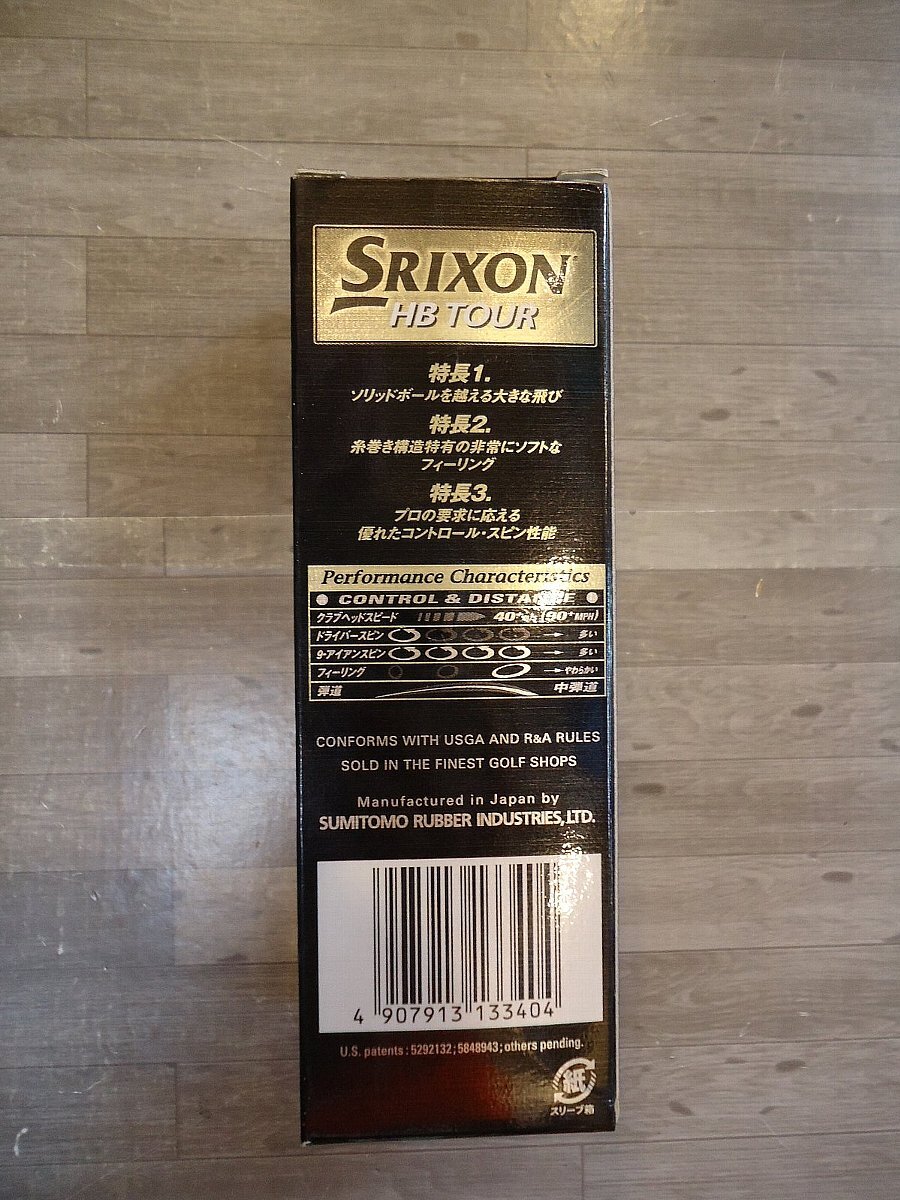 SRIXON
HB TOUR
特長1.
ソリッドボールを越える大きな飛び
特長2.
糸巻き構造特有の非常にソフトな
フィーリング
特長3.
プロの要求に応える
優れたコントロール・スピン性能
Performance Characteristics
CONTROL & DISTANCE
クラブヘッドスピード 40 (90+MPH)
ドライバースピン 多い
9-アイアンスピン 多い
フィーリング やわらかい
弾道 中弾道
CONFORMS WITH USGA AND R&A RULES
SOLD IN THE FINEST GOLF SHOPS
Manufactured in Japan by
SUMITOMO RUBBER INDUSTRIES,LTD.
4 907913 133404
U.S. patents : 5292132 ; 5848943 ; others pending.
紙
スリーブ箱